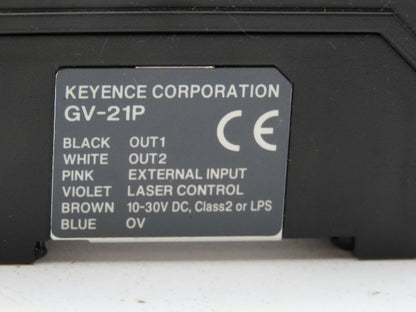 KEYENCE CORPORATION
GV-21P
CE
BLACK OUT1
WHITE OUT2
PINK EXTERNAL INPUT
VIOLET LASER CONTROL
BROWN 10-30V DC, Class2 or LPS
BLUE 0V